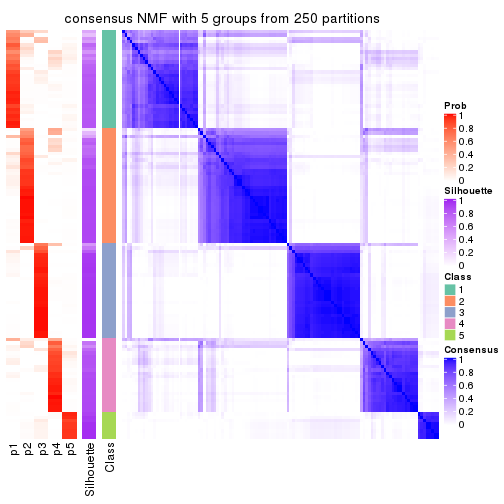 consensus NMF with 5 groups from 250 partitions
Prob
1
0.8
0.6
0.4
0.2
0
Silhouette
1
0.8
0.6
0.4
0.2
0
Class
1
2
3
4
5
Consensus
1
0.8
0.6
0.4
0.2
0
p1
p2
p3
p4
p5
Silhouette
Class